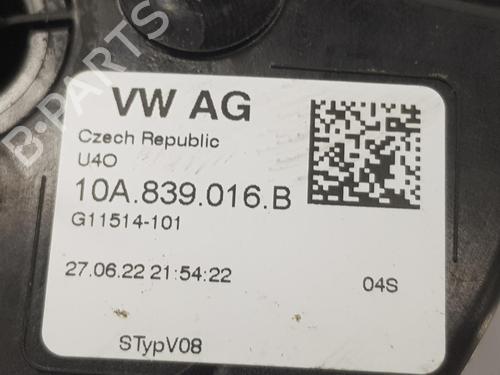 VW AG
Czech Republic
U4O
10A.839.016.B
G11514-101
27.06.22 21:54:22
04S
STypV08
B-PARTS